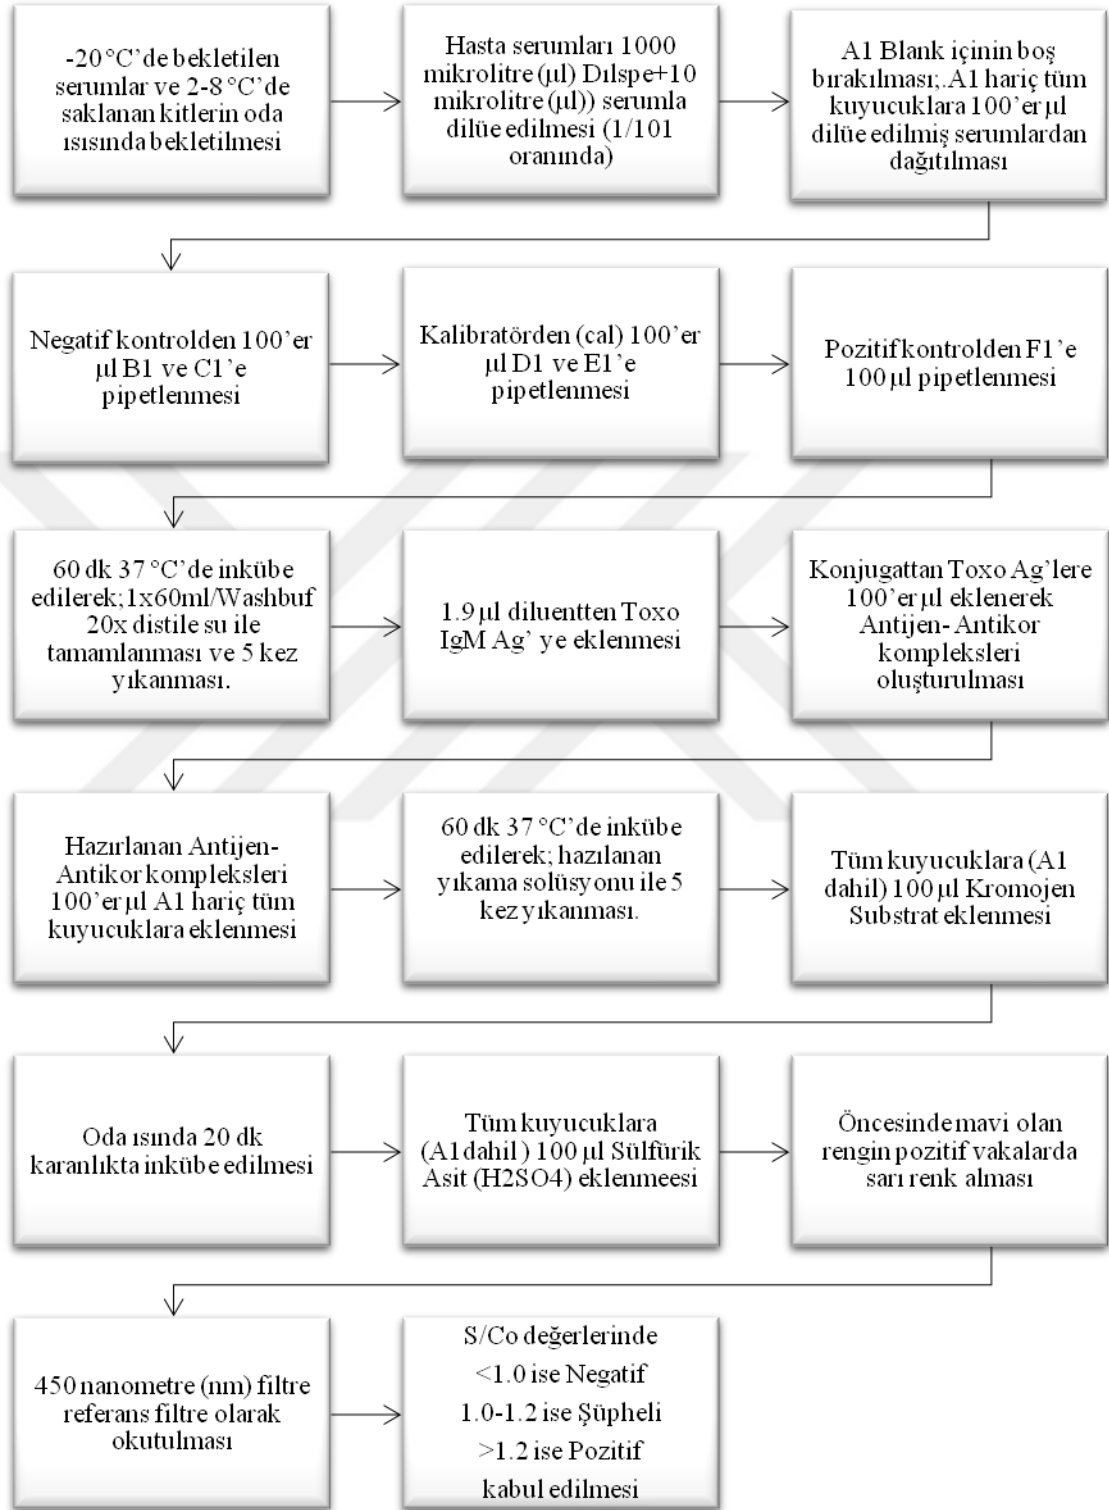 -20 °C’de bekletilen
serumlar ve 2-8 °C’de
saklanan kitlerin oda
ısısında bekletilmesi
Hasta serumları 1000
mikrolitre (µl) Dılspe+10
mikrolitre (µl)) serumla
dilüe edilmesi (1/101
oranında)
A1 Blank içinin boş
bırakılması;.A1 hariç tüm
kuyucuklara 100’er µl
dilüe edilmiş serumlardan
dağıtılması
Negatif kontrolden 100’er
µl B1 ve C1’e
pipetlenmesi
Kalibratörden (cal) 100’er
µl D1 ve E1’e
pipetlenmesi
Pozitif kontrolden F1’e
100 µl pipetlenmesi
60 dk 37 °C’de inkübe
edilerek;1x60ml/Washbuf
20x distile su ile
tamamlanması ve 5 kez
yıkanması.
1.9 µl diluentten Toxo
IgM Ag’ ye eklenmesi
Konjugattan Toxo Ag’lere
100’er µl eklenerek
Antijen- Antikor
kompleksleri
oluşturulması
Hazırlanan Antijen-
Antikor kompleksleri
100’er µl A1 hariç tüm
kuyucuklara eklenmesi
60 dk 37 °C’de inkübe
edilerek; hazılanan
yıkama solüsyonu ile 5
kez yıkanması.
Tüm kuyucuklara (A1
dahil) 100 µl Kromojen
Substrat eklenmesi
Oda ısında 20 dk
karanlıkta inkübe edilmesi
Tüm kuyucuklara
(A1dahil ) 100 µl Sülfürik
Asit (H2SO4) eklenmeesi
Öncesinde mavi olan
rengin pozitif vakalarda
sarı renk alması
450 nanometre (nm) filtre
referans filtre olarak
okutulması
S/Co değerlerinde
<1.0 ise Negatif
1.0-1.2 ise Şüpheli
>1.2 ise Pozitif
kabul edilmesi